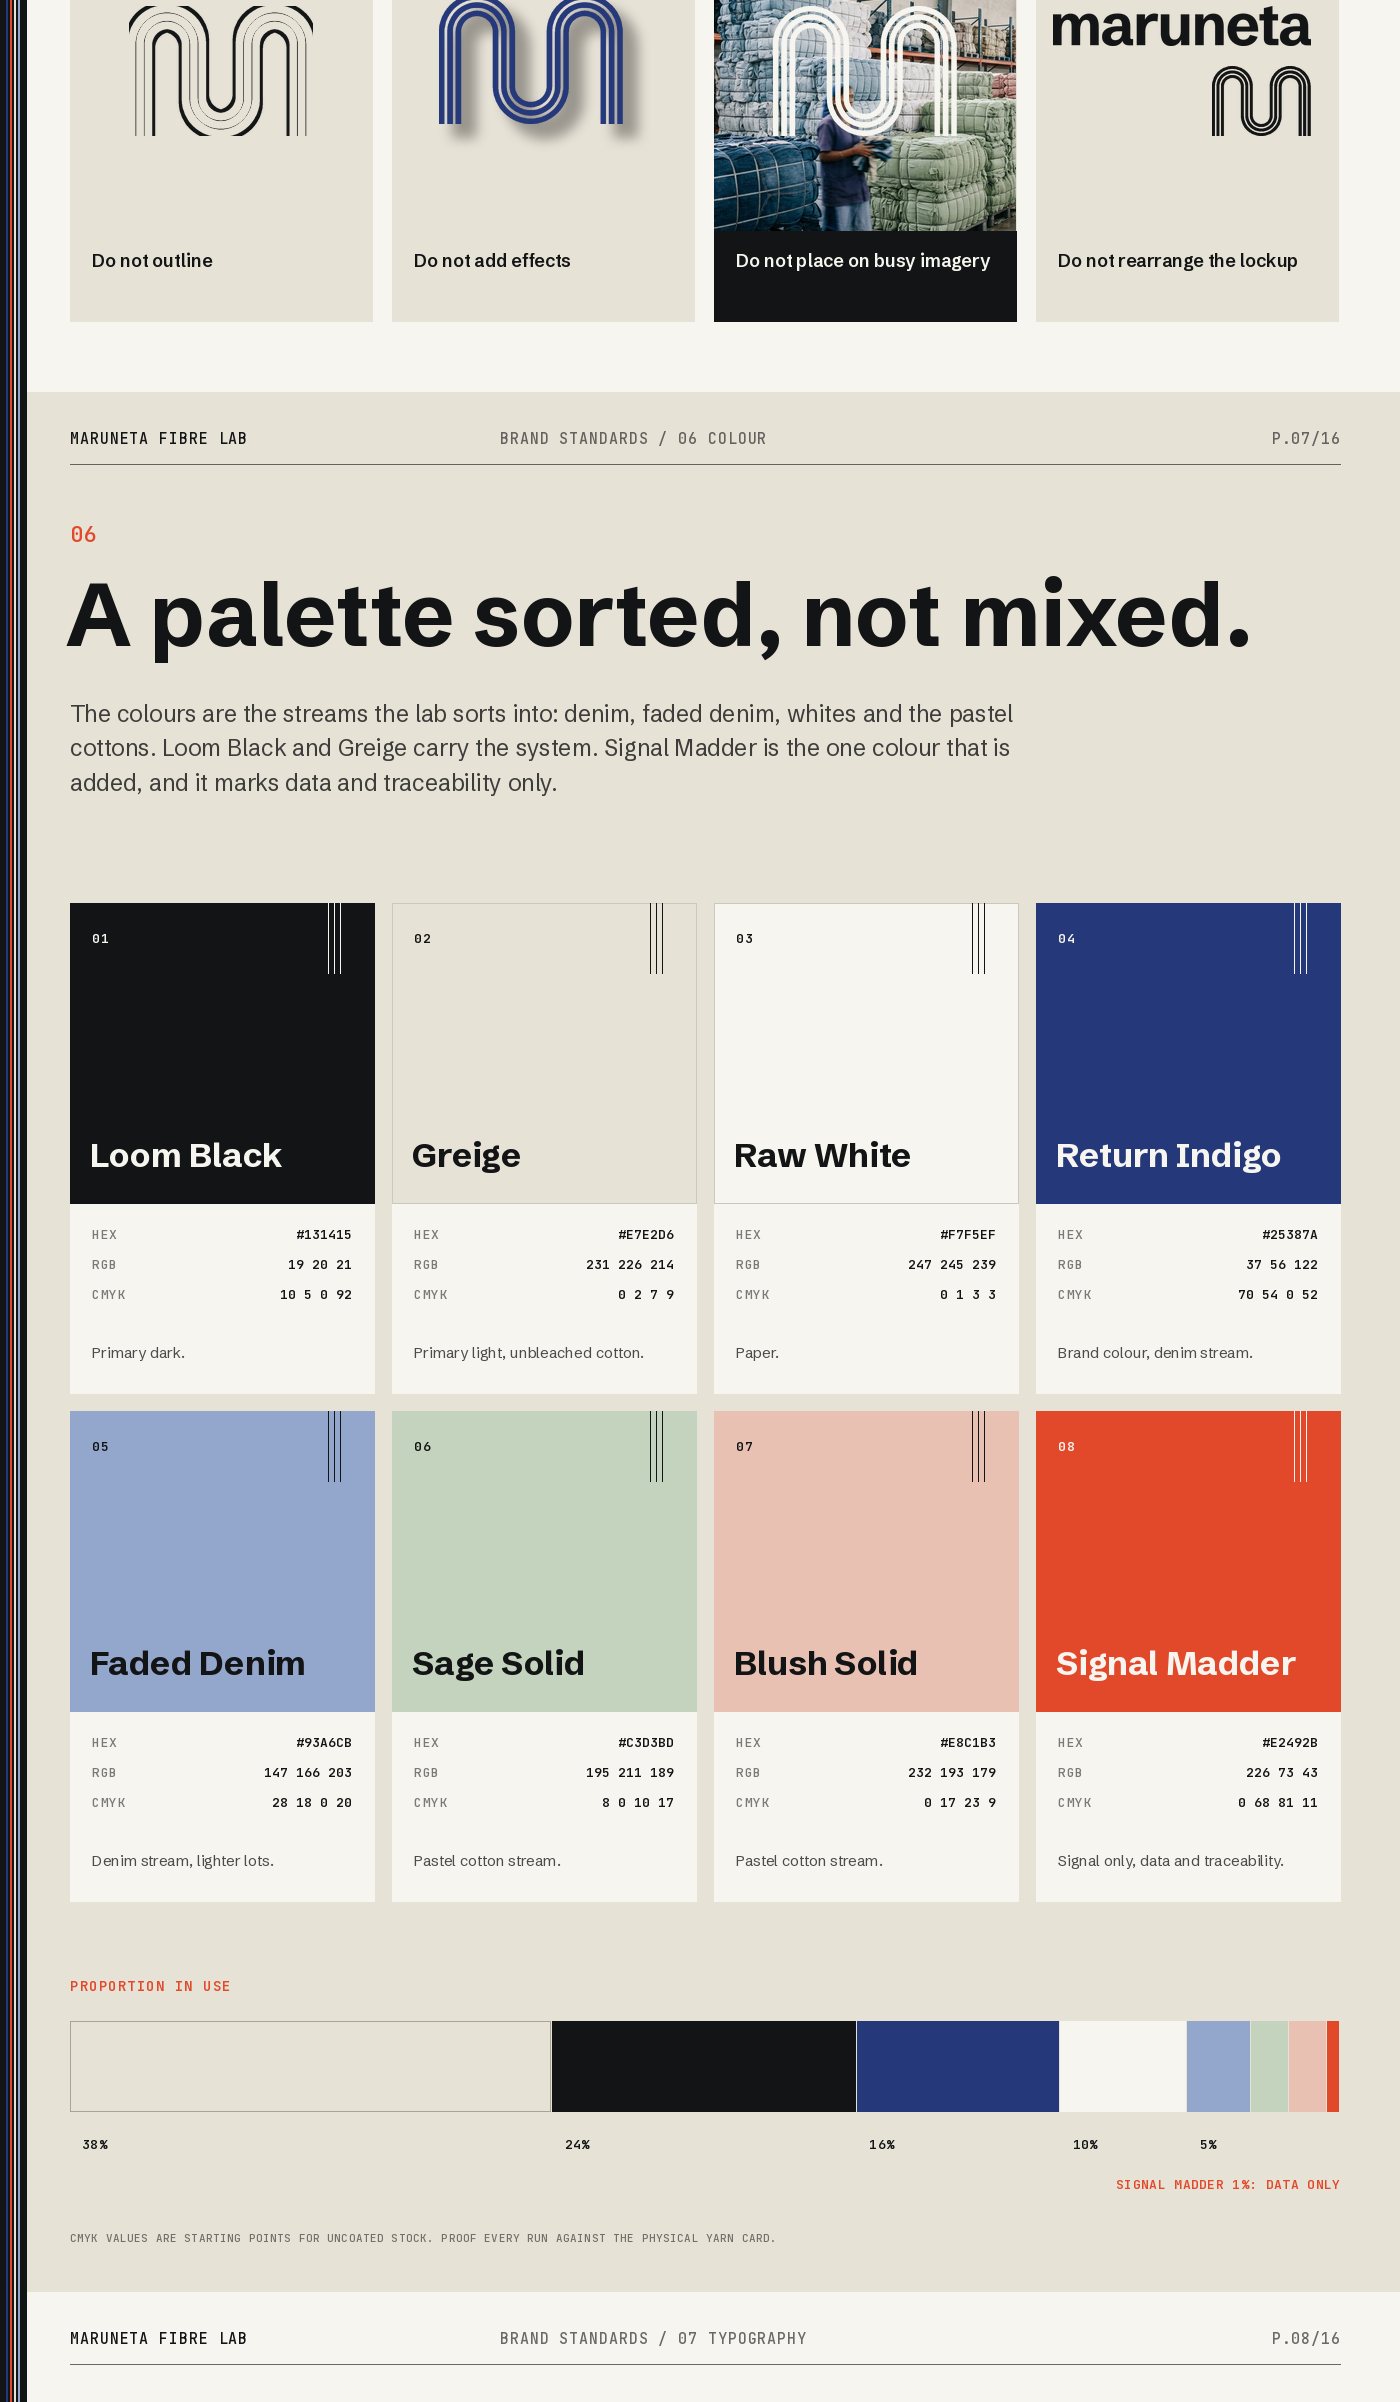 maruneta
Do not outline
Do not add effects
Do not place on busy imagery
Do not rearrange the lockup
MARUNETA FIBRE LAB
BRAND STANDARDS / 06 COLOUR
P.07/16
06
A palette sorted, not mixed.
The colours are the streams the lab sorts into: denim, faded denim, whites and the pastel
cottons. Loom Black and Greige carry the system. Signal Madder is the one colour that is
added, and it marks data and traceability only.
01
Loom Black
HEX #131415
RGB 19 20 21
CMYK 10 5 0 92
Primary dark.
02
Greige
HEX #E7E2D6
RGB 231 226 214
CMYK 0 2 7 9
Primary light, unbleached cotton.
03
Raw White
HEX #F7F5EF
RGB 247 245 239
CMYK 0 1 3 3
Paper.
04
Return Indigo
HEX #25387A
RGB 37 56 122
CMYK 70 54 0 52
Brand colour, denim stream.
05
Faded Denim
HEX #93A6CB
RGB 147 166 203
CMYK 28 18 0 20
Denim stream, lighter lots.
06
Sage Solid
HEX #C3D3BD
RGB 195 211 189
CMYK 8 0 10 17
Pastel cotton stream.
07
Blush Solid
HEX #E8C1B3
RGB 232 193 179
CMYK 0 17 23 9
Pastel cotton stream.
08
Signal Madder
HEX #E2492B
RGB 226 73 43
CMYK 0 68 81 11
Signal only, data and traceability.
PROPORTION IN USE
38%
24%
16%
10%
5%
SIGNAL MADDER 1%: DATA ONLY
CMYK VALUES ARE STARTING POINTS FOR UNCOATED STOCK. PROOF EVERY RUN AGAINST THE PHYSICAL YARN CARD.
MARUNETA FIBRE LAB
BRAND STANDARDS / 07 TYPOGRAPHY
P.08/16